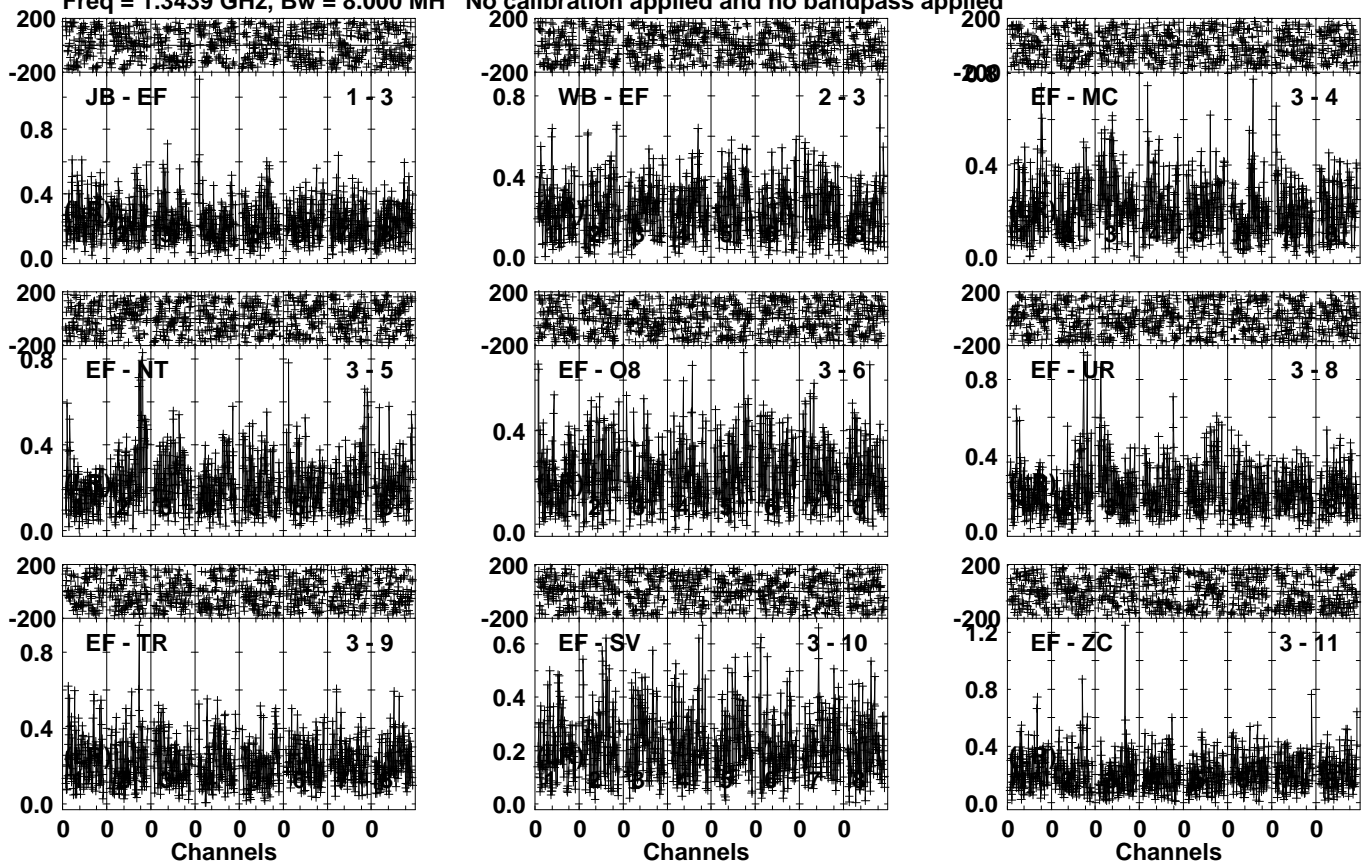 Freq = 1.3439 GHz, Bw = 8.000 MH No calibration applied and no bandpass applied
200 200 200
-200 -200 -200
JB - EF 1 - 3 WB - EF 2 - 3 EF - MC 3 - 4
0.8 0.8 0.8
0.4 0.4 0.4
0.0 0.0 0.0
200 200 200
-200 -200 -200
EF - NT 3 - 5 EF - O8 3 - 6 EF - UR 3 - 8
0.8 0.8
0.4 0.4 0.4
0.0 0.0 0.0
200 200 200
-200 -200 -200
EF - TR 3 - 9 EF - SV 3 - 10 EF - ZC 3 - 11
0.8 0.6 1.2
0.4 0.4 0.8
0.2 0.4
0.0 0.0 0.0
0 0 0 0 0 0 0 0 0 0 0 0 0 0 0 0 0 0 0 0 0 0 0 0
Channels Channels Channels